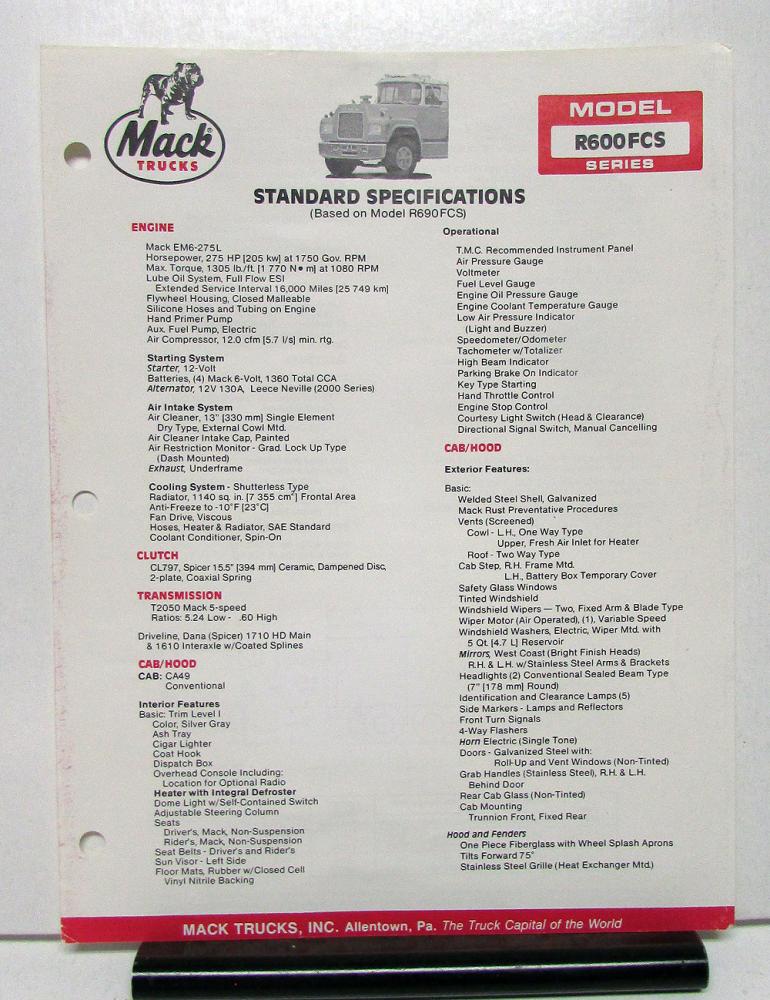 Mack®
TRUCKS
MODEL
R600FCS
SERIES
STANDARD SPECIFICATIONS
(Based on Model R690FCS)
ENGINE
Mack EM6-275L
Horsepower, 275 HP [205 kw] at 1750 Gov. RPM
Max. Torque, 1305 lb./ft. [1 770 N•m] at 1080 RPM
Lube Oil System, Full Flow ESI
Extended Service Interval 16,000 Miles [25 749 km]
Flywheel Housing, Closed Malleable
Silicone Hoses and Tubing on Engine
Hand Primer Pump
Aux. Fuel Pump, Electric
Air Compressor, 12.0 cfm [5.7 l/s] min. rtg.
Starting System
Starter, 12-Volt
Batteries, (4) Mack 6-Volt, 1360 Total CCA
Alternator, 12V 130A, Leece Neville (2000 Series)
Air Intake System
Air Cleaner, 13" [330 mm] Single Element
Dry Type, External Cowl Mtd.
Air Cleaner Intake Cap, Painted
Air Restriction Monitor - Grad. Lock Up Type
(Dash Mounted)
Exhaust, Underframe
Cooling System - Shutterless Type
Radiator, 1140 sq. in. [7 355 cm²] Frontal Area
Anti-Freeze to -10°F [23°C]
Fan Drive, Viscous
Hoses, Heater & Radiator, SAE Standard
Coolant Conditioner, Spin-On
CLUTCH
CL797, Spicer 15.5" [394 mm] Ceramic, Dampened Disc,
2-plate, Coaxial Spring
TRANSMISSION
T2050 Mack 5-speed
Ratios: 5.24 Low - .60 High
Driveline, Dana (Spicer) 1710 HD Main
& 1610 Interaxle w/Coated Splines
CAB/HOOD
CAB: CA49
Conventional
Interior Features
Basic: Trim Level I
Color, Silver Gray
Ash Tray
Cigar Lighter
Coat Hook
Dispatch Box
Overhead Console Including:
Location for Optional Radio
Heater with Integral Defroster
Dome Light w/Self-Contained Switch
Adjustable Steering Column
Seats
Driver's, Mack, Non-Suspension
Rider's, Mack, Non-Suspension
Seat Belts - Driver's and Rider's
Sun Visor - Left Side
Floor Mats, Rubber w/Closed Cell
Vinyl Nitrile Backing
Operational
T.M.C. Recommended Instrument Panel
Air Pressure Gauge
Voltmeter
Fuel Level Gauge
Engine Oil Pressure Gauge
Engine Coolant Temperature Gauge
Low Air Pressure Indicator
(Light and Buzzer)
Speedometer/Odometer
Tachometer w/Totalizer
High Beam Indicator
Parking Brake On Indicator
Key Type Starting
Hand Throttle Control
Engine Stop Control
Courtesy Light Switch (Head & Clearance)
Directional Signal Switch, Manual Cancelling
CAB/HOOD
Exterior Features:
Basic:
Welded Steel Shell, Galvanized
Mack Rust Preventative Procedures
Vents (Screened)
Cowl - L.H., One Way Type
Upper, Fresh Air Inlet for Heater
Roof - Two Way Type
Cab Step, R.H. Frame Mtd.
L.H., Battery Box Temporary Cover
Safety Glass Windows
Tinted Windshield
Windshield Wipers — Two, Fixed Arm & Blade Type
Wiper Motor (Air Operated), (1), Variable Speed
Windshield Washers, Electric, Wiper Mtd. with
5 Qt. [4.7 L] Reservoir
Mirrors, West Coast (Bright Finish Heads)
R.H. & L.H. w/Stainless Steel Arms & Brackets
Headlights (2) Conventional Sealed Beam Type
(7" [178 mm] Round)
Identification and Clearance Lamps (5)
Side Markers - Lamps and Reflectors
Front Turn Signals
4-Way Flashers
Horn Electric (Single Tone)
Doors - Galvanized Steel with:
Roll-Up and Vent Windows (Non-Tinted)
Grab Handles (Stainless Steel), R.H. & L.H.
Behind Door
Rear Cab Glass (Non-Tinted)
Cab Mounting
Trunnion Front, Fixed Rear
Hood and Fenders
One Piece Fiberglass with Wheel Splash Aprons
Tilts Forward 75°
Stainless Steel Grille (Heat Exchanger Mtd.)
MACK TRUCKS, INC. Allentown, Pa. The Truck Capital of the World